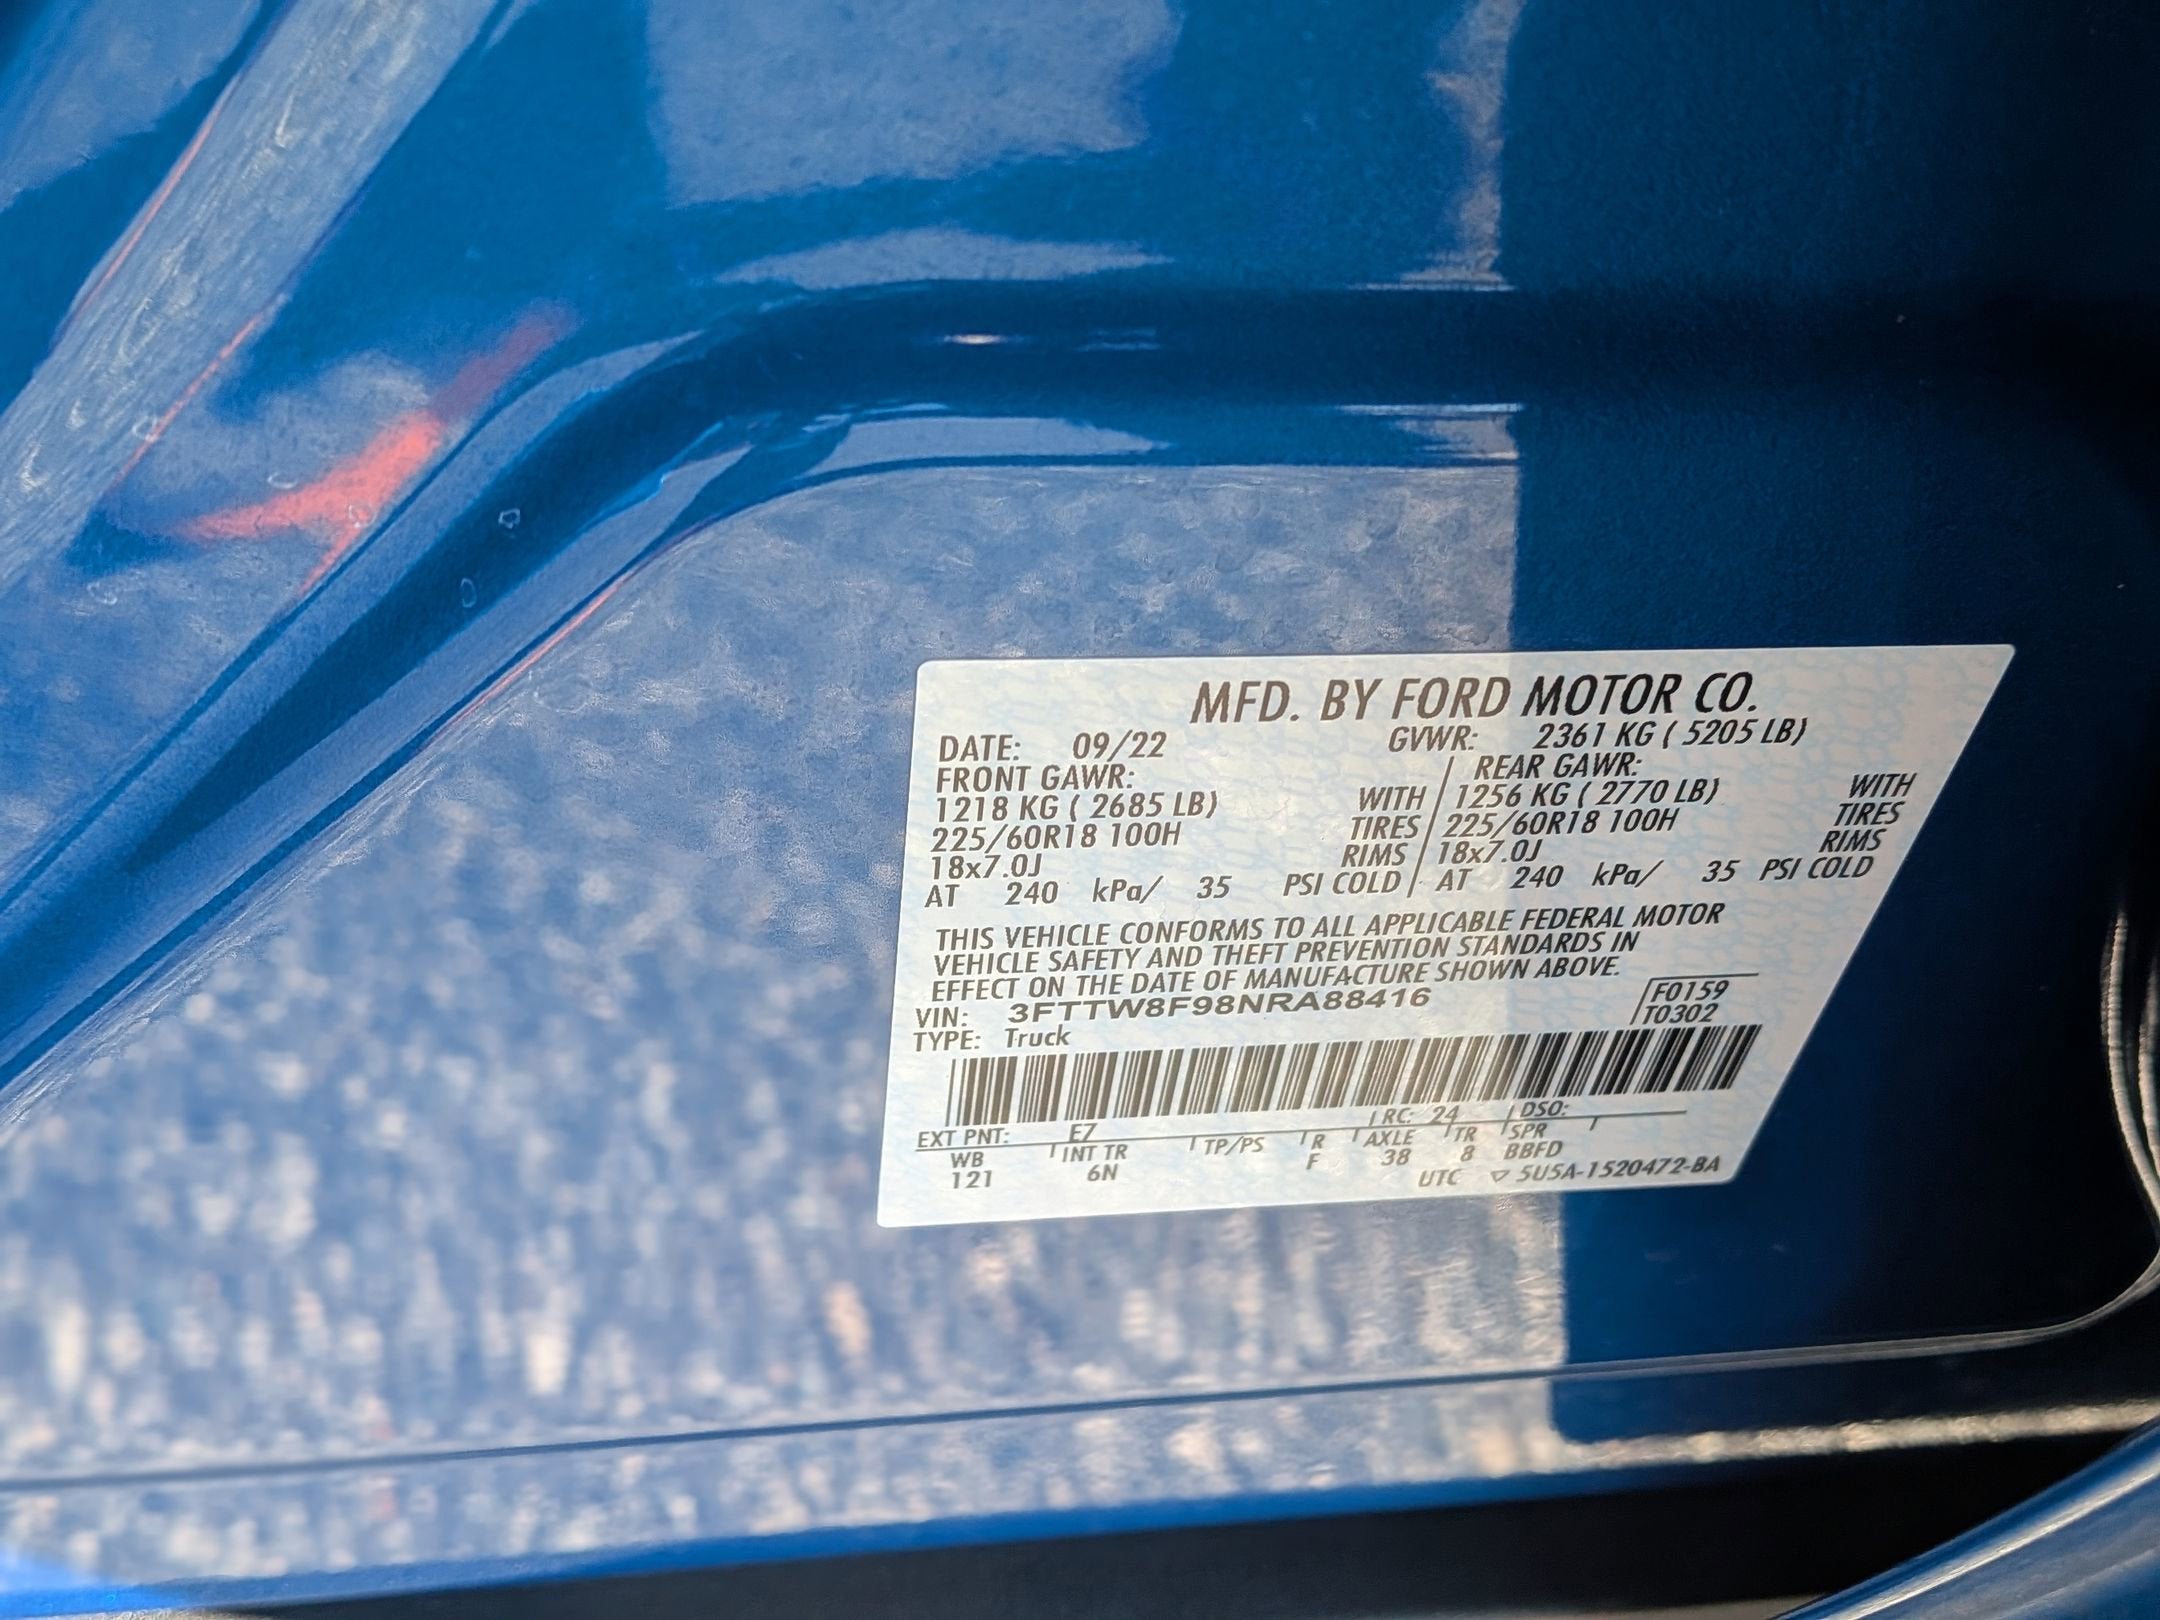 MFD. BY FORD MOTOR CO.
DATE: 09/22 GVWR: 2361 KG ( 5205 LB)
FRONT GAWR: REAR GAWR:
1218 KG ( 2685 LB) WITH / 1256 KG ( 2770 LB) WITH
225/60R18 100H TIRES / 225/60R18 100H TIRES
18x7.0J RIMS / 18x7.0J RIMS
AT 240 kPa/ 35 PSI COLD / AT 240 kPa/ 35 PSI COLD
THIS VEHICLE CONFORMS TO ALL APPLICABLE FEDERAL MOTOR
VEHICLE SAFETY AND THEFT PREVENTION STANDARDS IN
EFFECT ON THE DATE OF MANUFACTURE SHOWN ABOVE.
VIN: 3FTTW8F98NRA88416 F0159
TYPE: Truck T0302
EXT PNT: E7 RC: 24 DSO:
WB INT TR TP/PS R AXLE TR SPR
121 6N F 38 8 BBFD
UTC ▽ 5U5A-1520472-BA